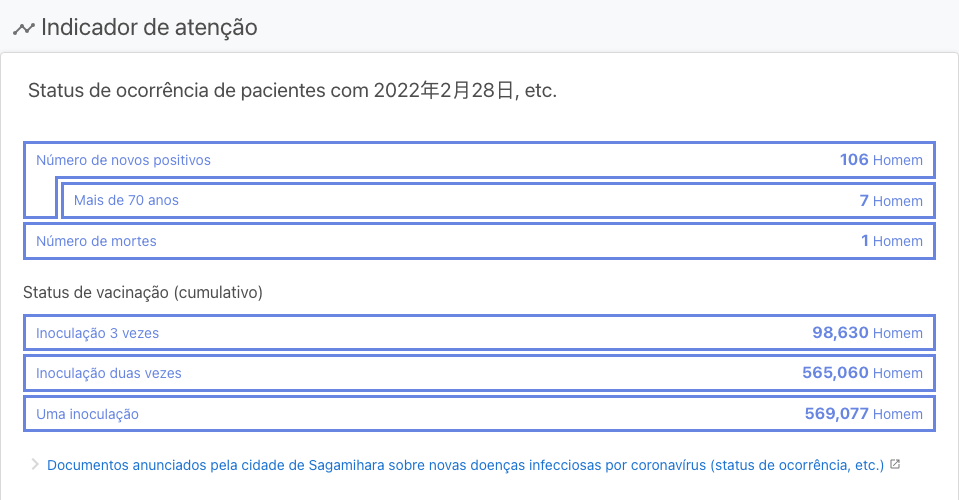 Indicador de atenção
Status de ocorrência de pacientes com 2022年2月28日, etc.
Número de novos positivos 106 Homem
Mais de 70 anos 7 Homem
Número de mortes 1 Homem
Status de vacinação (cumulativo)
Inoculação 3 vezes 98,630 Homem
Inoculação duas vezes 565,060 Homem
Uma inoculação 569,077 Homem
Documentos anunciados pela cidade de Sagamihara sobre novas doenças infecciosas por coronavírus (status de ocorrência, etc.)